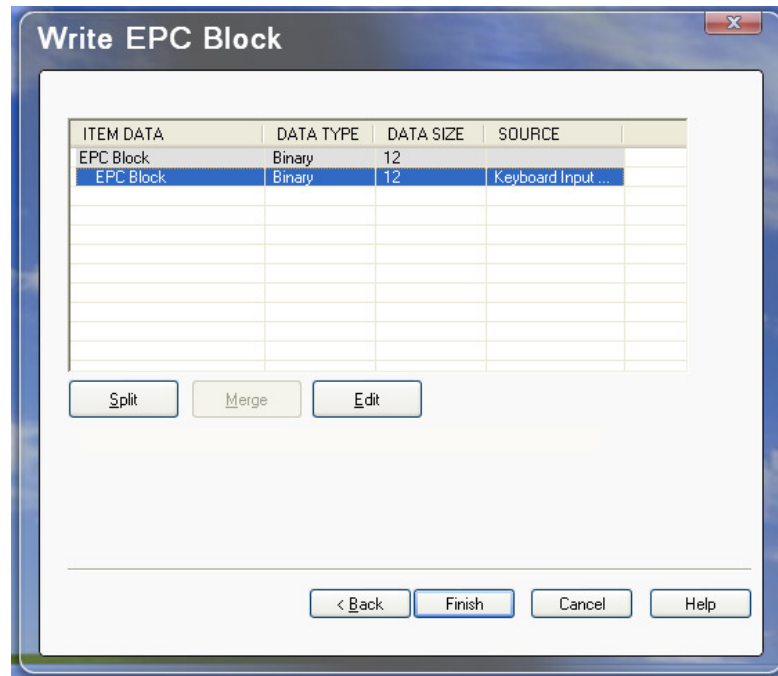 Write EPC Block
x
ITEM DATA DATA TYPE DATA SIZE SOURCE
EPC Block Binary 12
EPC Block Binary 12 Keyboard Input ...
Split Merge Edit
< Back Finish Cancel Help